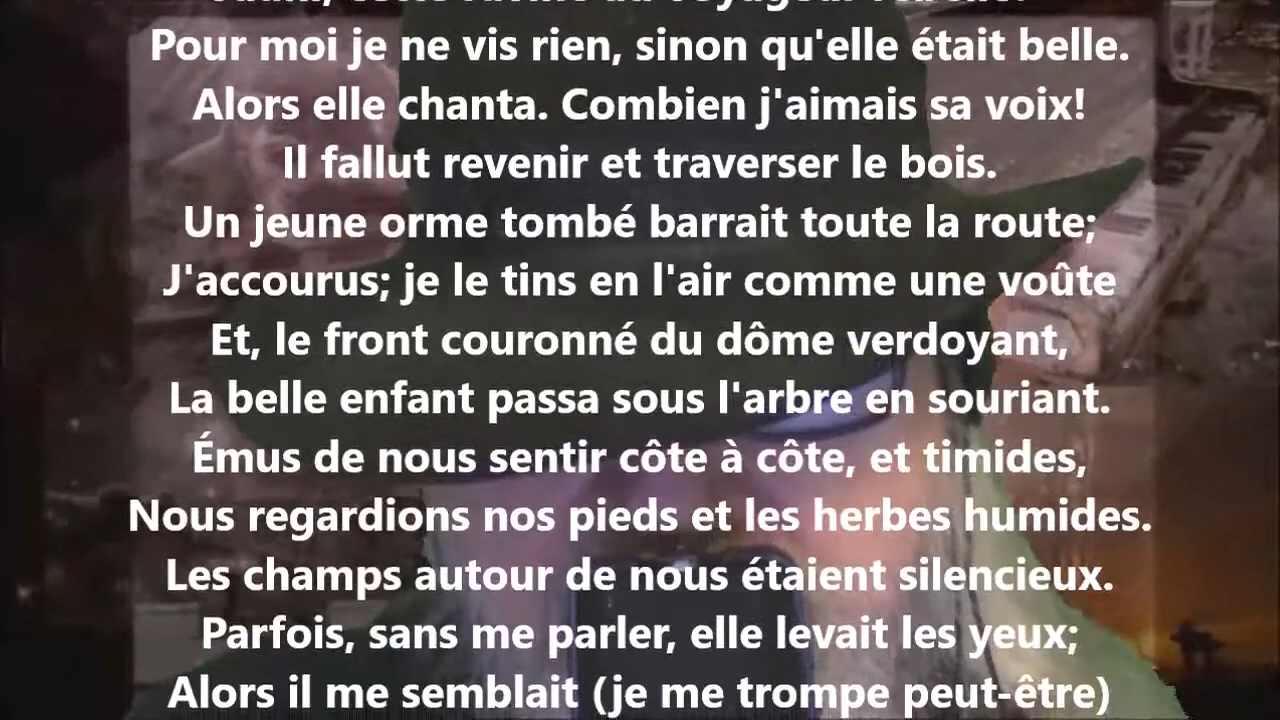 Pour moi je ne vis rien, sinon qu'elle était belle.
Alors elle chanta. Combien j'aimais sa voix!
Il fallut revenir et traverser le bois.
Un jeune orme tombé barrait toute la route;
J'accourus; je le tins en l'air comme une voûte
Et, le front couronné du dôme verdoyant,
La belle enfant passa sous l'arbre en souriant.
Émus de nous sentir côte à côte, et timides,
Nous regardions nos pieds et les herbes humides.
Les champs autour de nous étaient silencieux.
Parfois, sans me parler, elle levait les yeux;
Alors il me semblait (je me trompe peut-être)